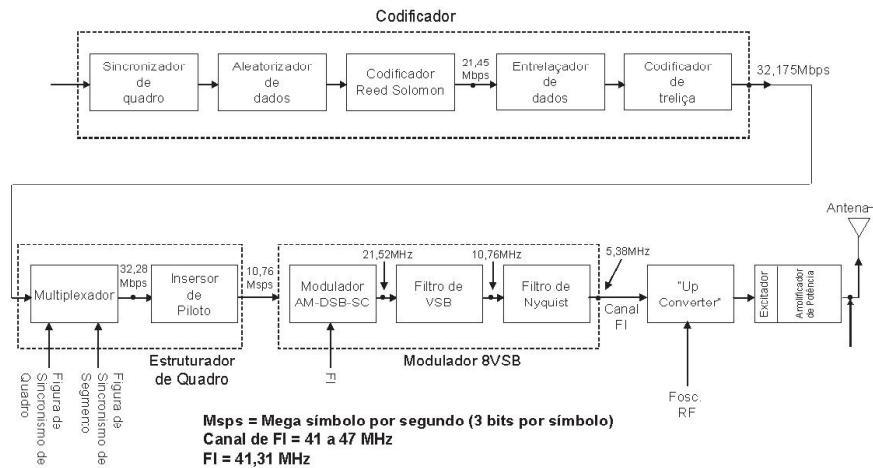 Codificador
Sincronizador
de
quadro
Aleatorizador
de
dados
Codificador
Reed Solomon
21,45
Mbps
Entrelaçador
de
dados
Codificador
de
treliça
32,175Mbps
Multiplexador
32,28
Mbps
Insersor
de
Piloto
10,76
Msps
Modulador
AM-DSB-SC
21,52MHz
Filtro de
VSB
10,76MHz
Filtro de
Nyquist
5,38MHz
Canal
FI
"Up
Converter"
Excitador
Amplificador
de Potência
Antena
Estruturador
de Quadro
Modulador 8VSB
Figura de
Sincronismo de
Quadro
Figura de
Sincronismo de
Segmento
FI
Fosc.
RF
Msps = Mega símbolo por segundo (3 bits por símbolo)
Canal de FI = 41 a 47 MHz
FI = 41,31 MHz